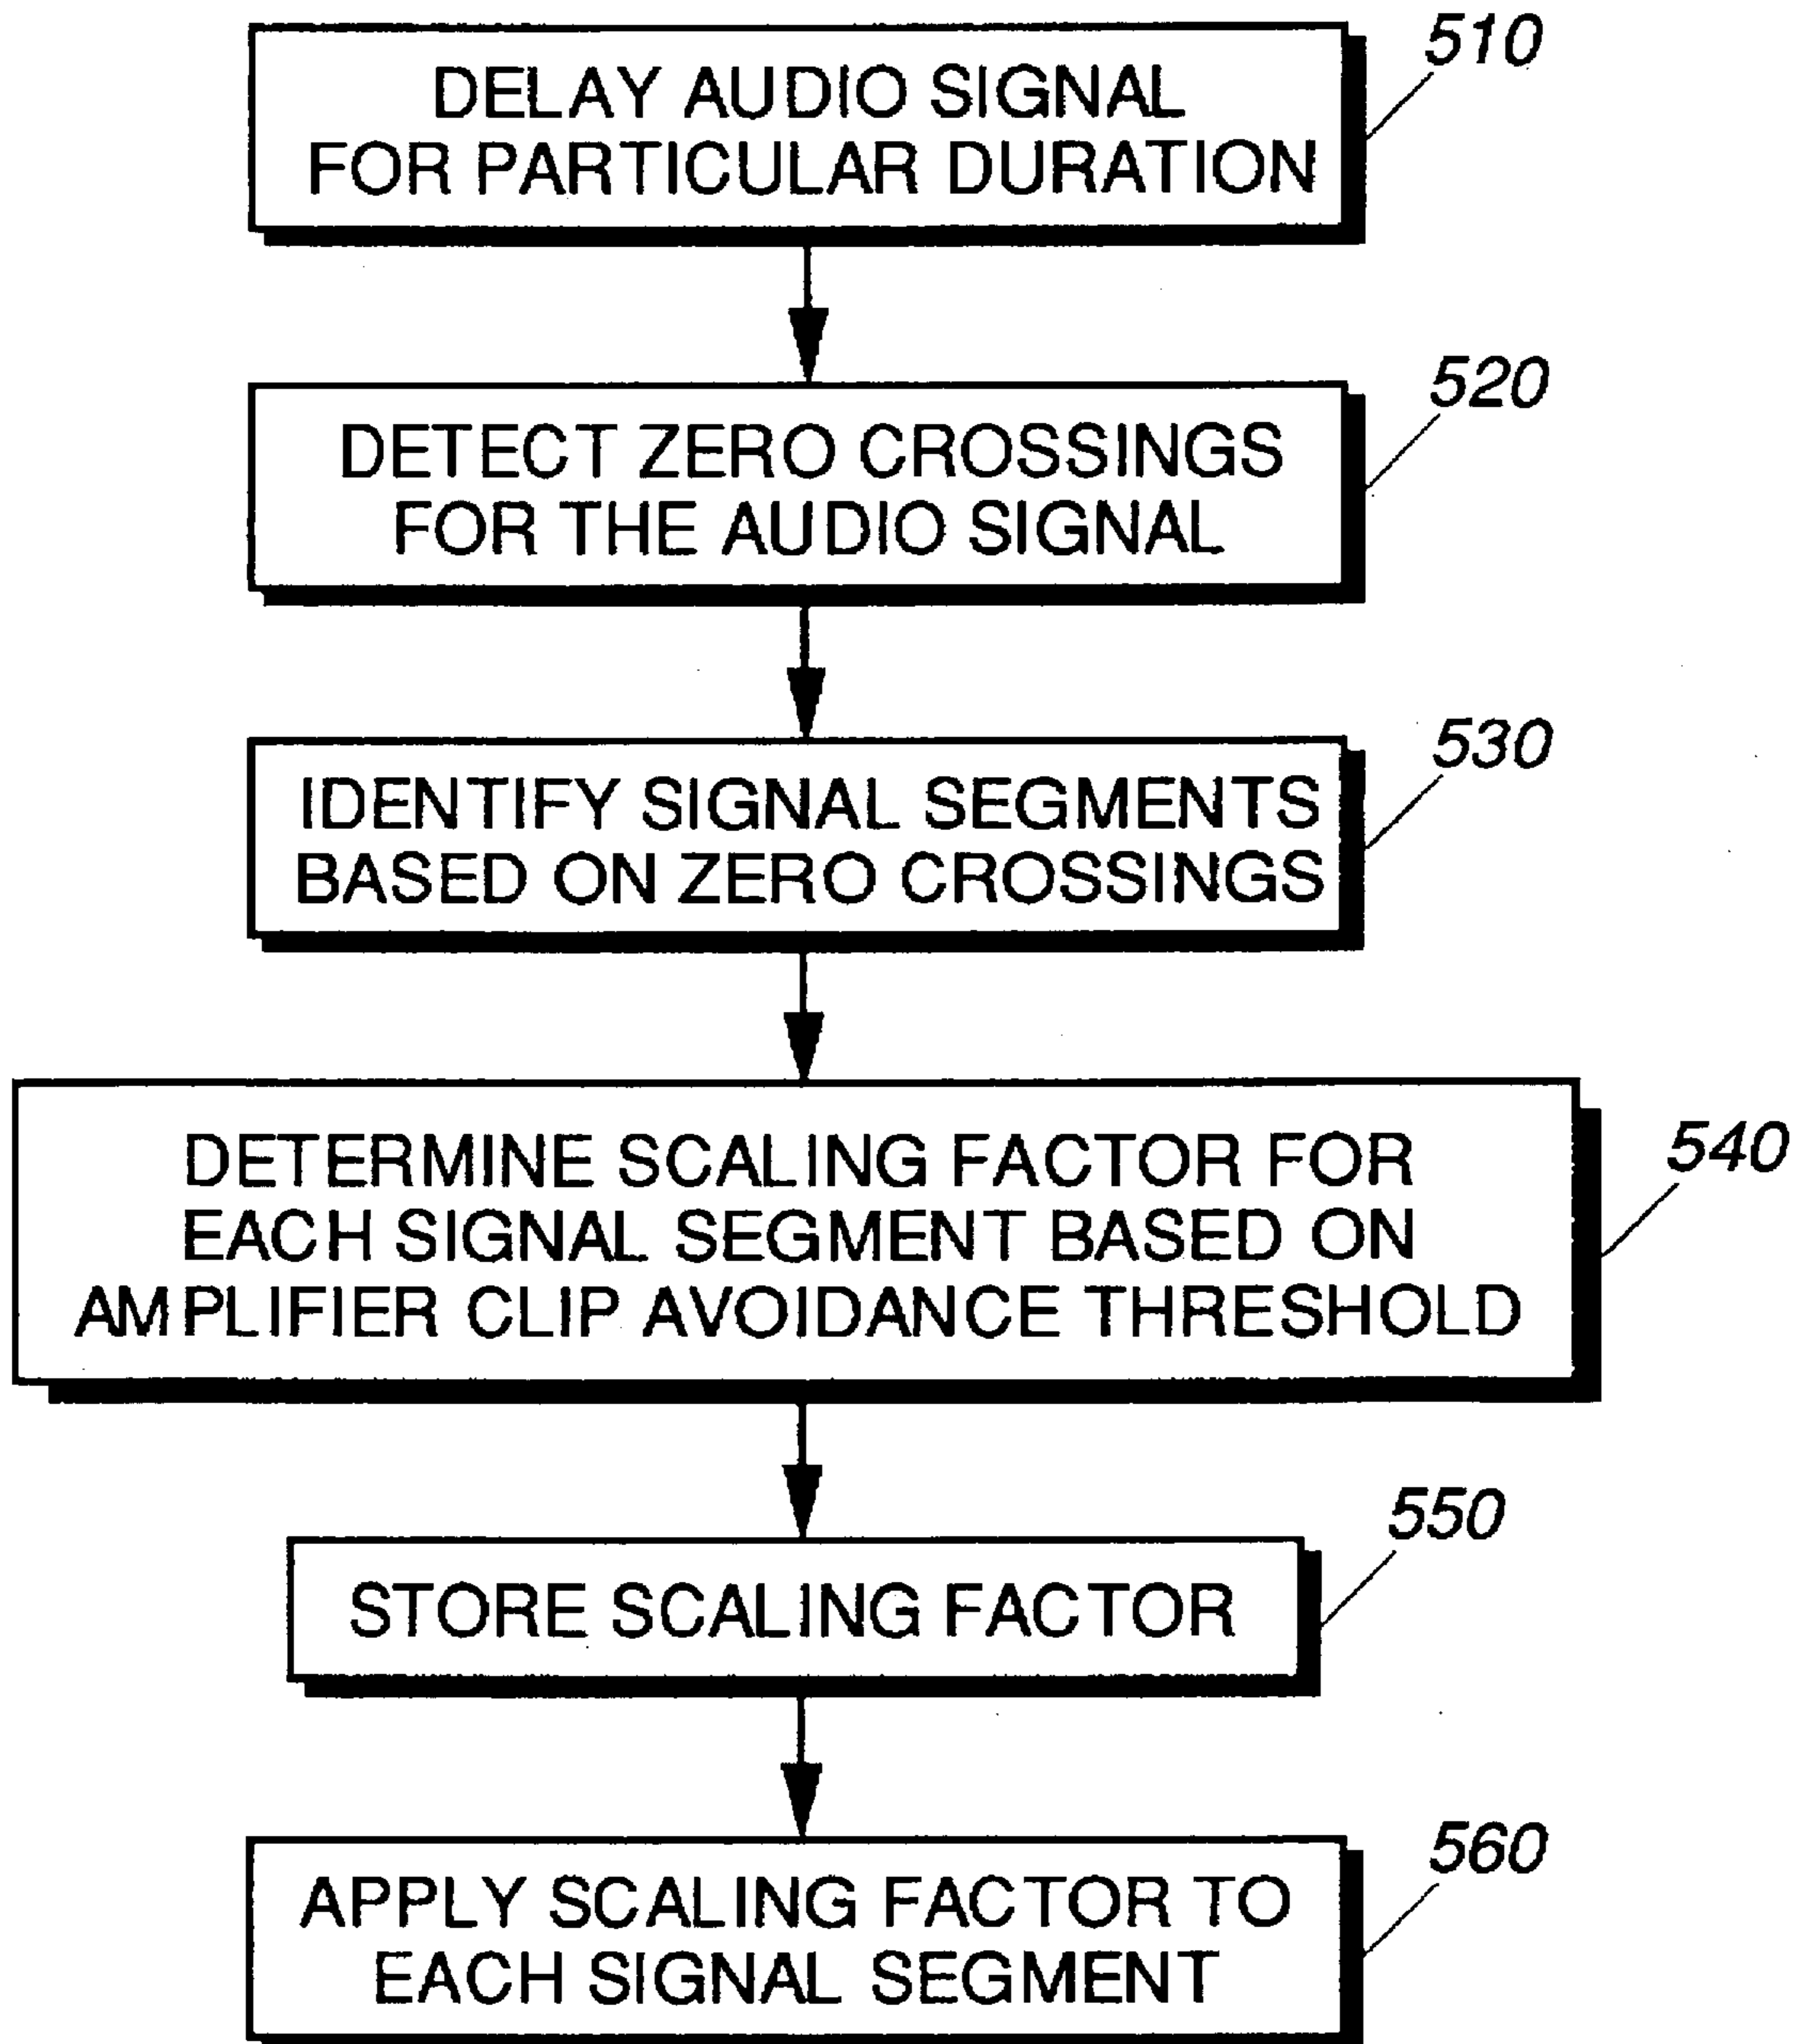 510
DELAY AUDIO SIGNAL
FOR PARTICULAR DURATION
520
DETECT ZERO CROSSINGS
FOR THE AUDIO SIGNAL
530
IDENTIFY SIGNAL SEGMENTS
BASED ON ZERO CROSSINGS
540
DETERMINE SCALING FACTOR FOR
EACH SIGNAL SEGMENT BASED ON
AMPLIFIER CLIP AVOIDANCE THRESHOLD
550
STORE SCALING FACTOR
560
APPLY SCALING FACTOR TO
EACH SIGNAL SEGMENT